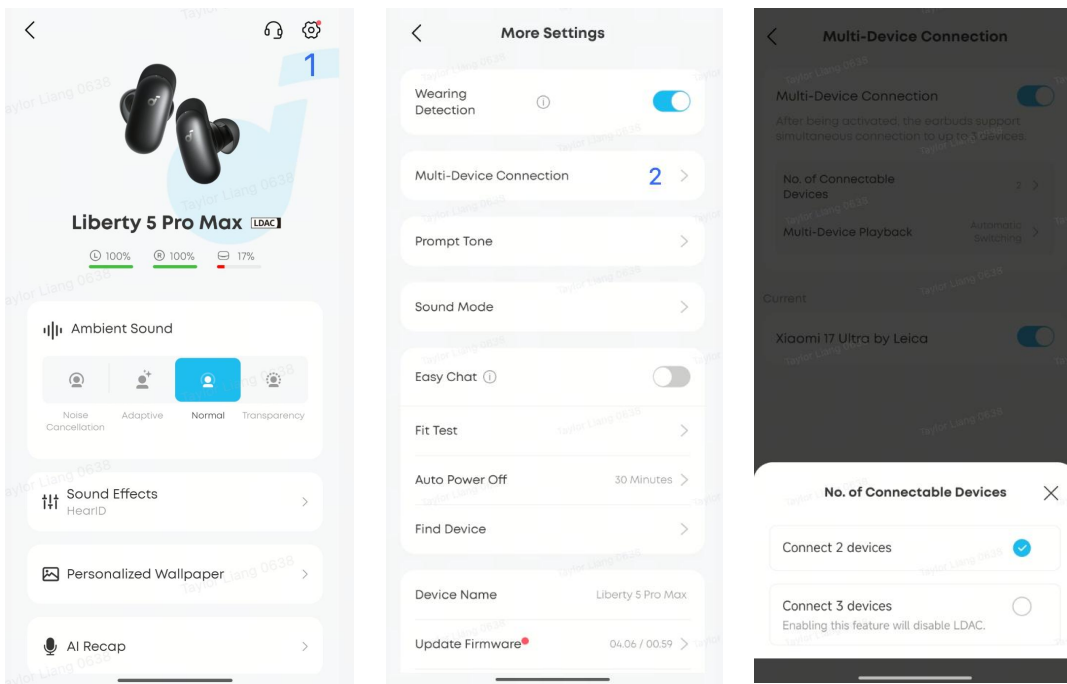 1
Liberty 5 Pro Max LDAC
L 100% R 100% 17%
Ambient Sound
Noise
Cancellation
Adaptive
Normal
Transparency
Sound Effects
HearID
Personalized Wallpaper
AI Recap
More Settings
Wearing
Detection
Multi-Device Connection 2
Prompt Tone
Sound Mode
Easy Chat
Fit Test
Auto Power Off 30 Minutes
Find Device
Device Name Liberty 5 Pro Max
Update Firmware 04.06 / 00.59
Multi-Device Connection
Multi-Device Connection
After being activated, the earbuds support
simultaneous connection to up to 3 devices.
No. of Connectable
Devices
2
Multi-Device Playback
Automatic
Switching
Current
Xiaomi 17 Ultra by Leica
No. of Connectable Devices
Connect 2 devices
Connect 3 devices
Enabling this feature will disable LDAC.
Taylor Liang 0638